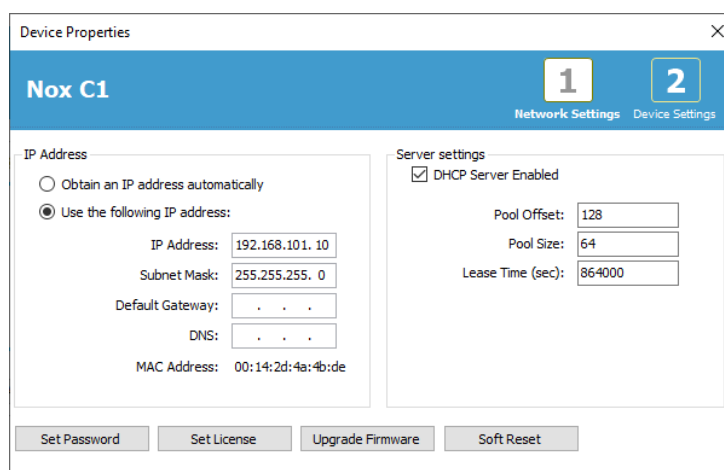 Device Properties
Nox C1
1
Network Settings
2
Device Settings
IP Address
Obtain an IP address automatically
Use the following IP address:
IP Address: 192.168.101. 10
Subnet Mask: 255.255.255. 0
Default Gateway: . . .
DNS: . . .
MAC Address: 00:14:2d:4a:4b:de
Server settings
DHCP Server Enabled
Pool Offset: 128
Pool Size: 64
Lease Time (sec): 864000
Set Password
Set License
Upgrade Firmware
Soft Reset